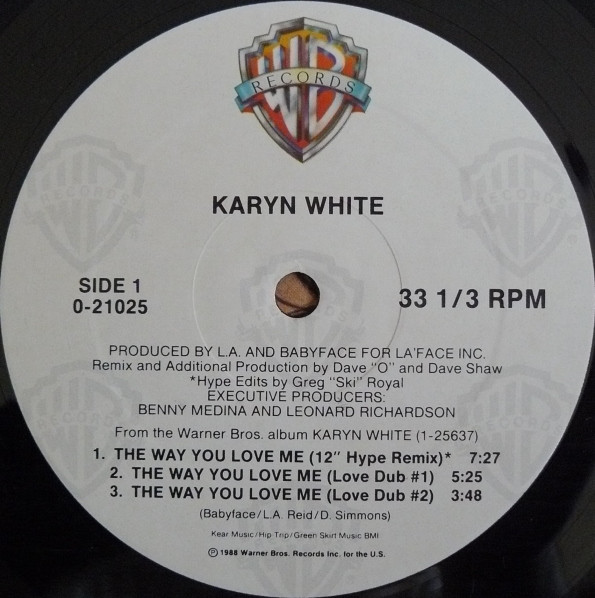 WB
RECORDS
KARYN WHITE
SIDE 1
0-21025
33 1/3 RPM
PRODUCED BY L.A. AND BABYFACE FOR LA'FACE INC.
Remix and Additional Production by Dave "O" and Dave Shaw
*Hype Edits by Greg "Ski" Royal
EXECUTIVE PRODUCERS:
BENNY MEDINA AND LEONARD RICHARDSON
From the Warner Bros. album KARYN WHITE (1-25637)
1. THE WAY YOU LOVE ME (12" Hype Remix)* 7:27
2. THE WAY YOU LOVE ME (Love Dub #1) 5:25
3. THE WAY YOU LOVE ME (Love Dub #2) 3:48
(Babyface/L.A. Reid/D. Simmons)
Kear Music/Hip Trip/Green Skirt Music BMI
℗ 1988 Warner Bros. Records Inc. for the U.S.